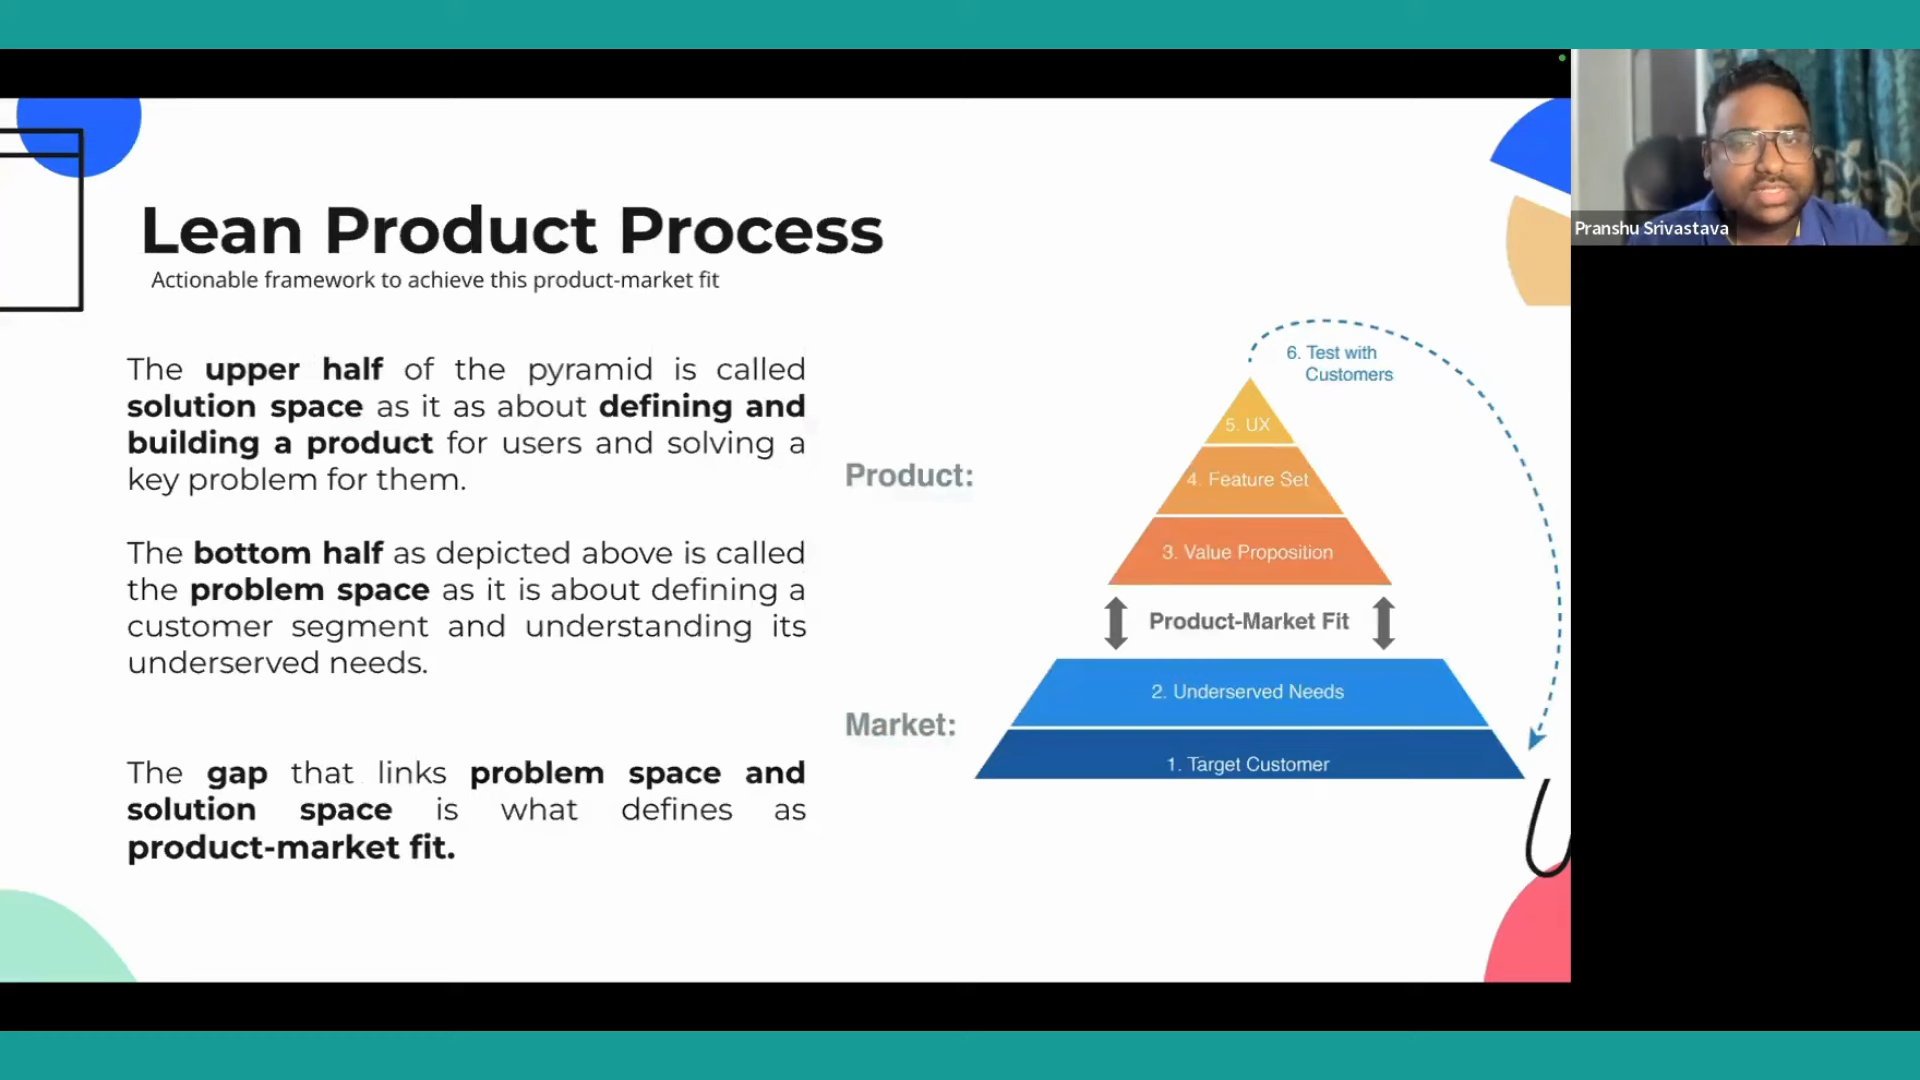 Lean Product Process
Actionable framework to achieve this product-market fit
The upper half of the pyramid is called
solution space as it as about defining and
building a product for users and solving a
key problem for them.
The bottom half as depicted above is called
the problem space as it is about defining a
customer segment and understanding its
underserved needs.
The gap that links problem space and
solution space is what defines as
product-market fit.
Product:
Market:
6. Test with
Customers
5. UX
4. Feature Set
3. Value Proposition
Product-Market Fit
2. Underserved Needs
1. Target Customer
Pranshu Srivastava